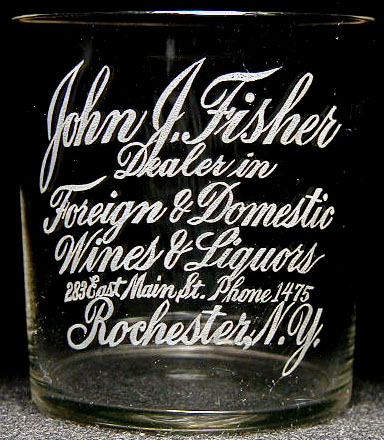 John J. Fisher
Dealer in
Foreign & Domestic
Wines & Liquors
283 East Main St. Phone 1475
Rochester, N.Y.